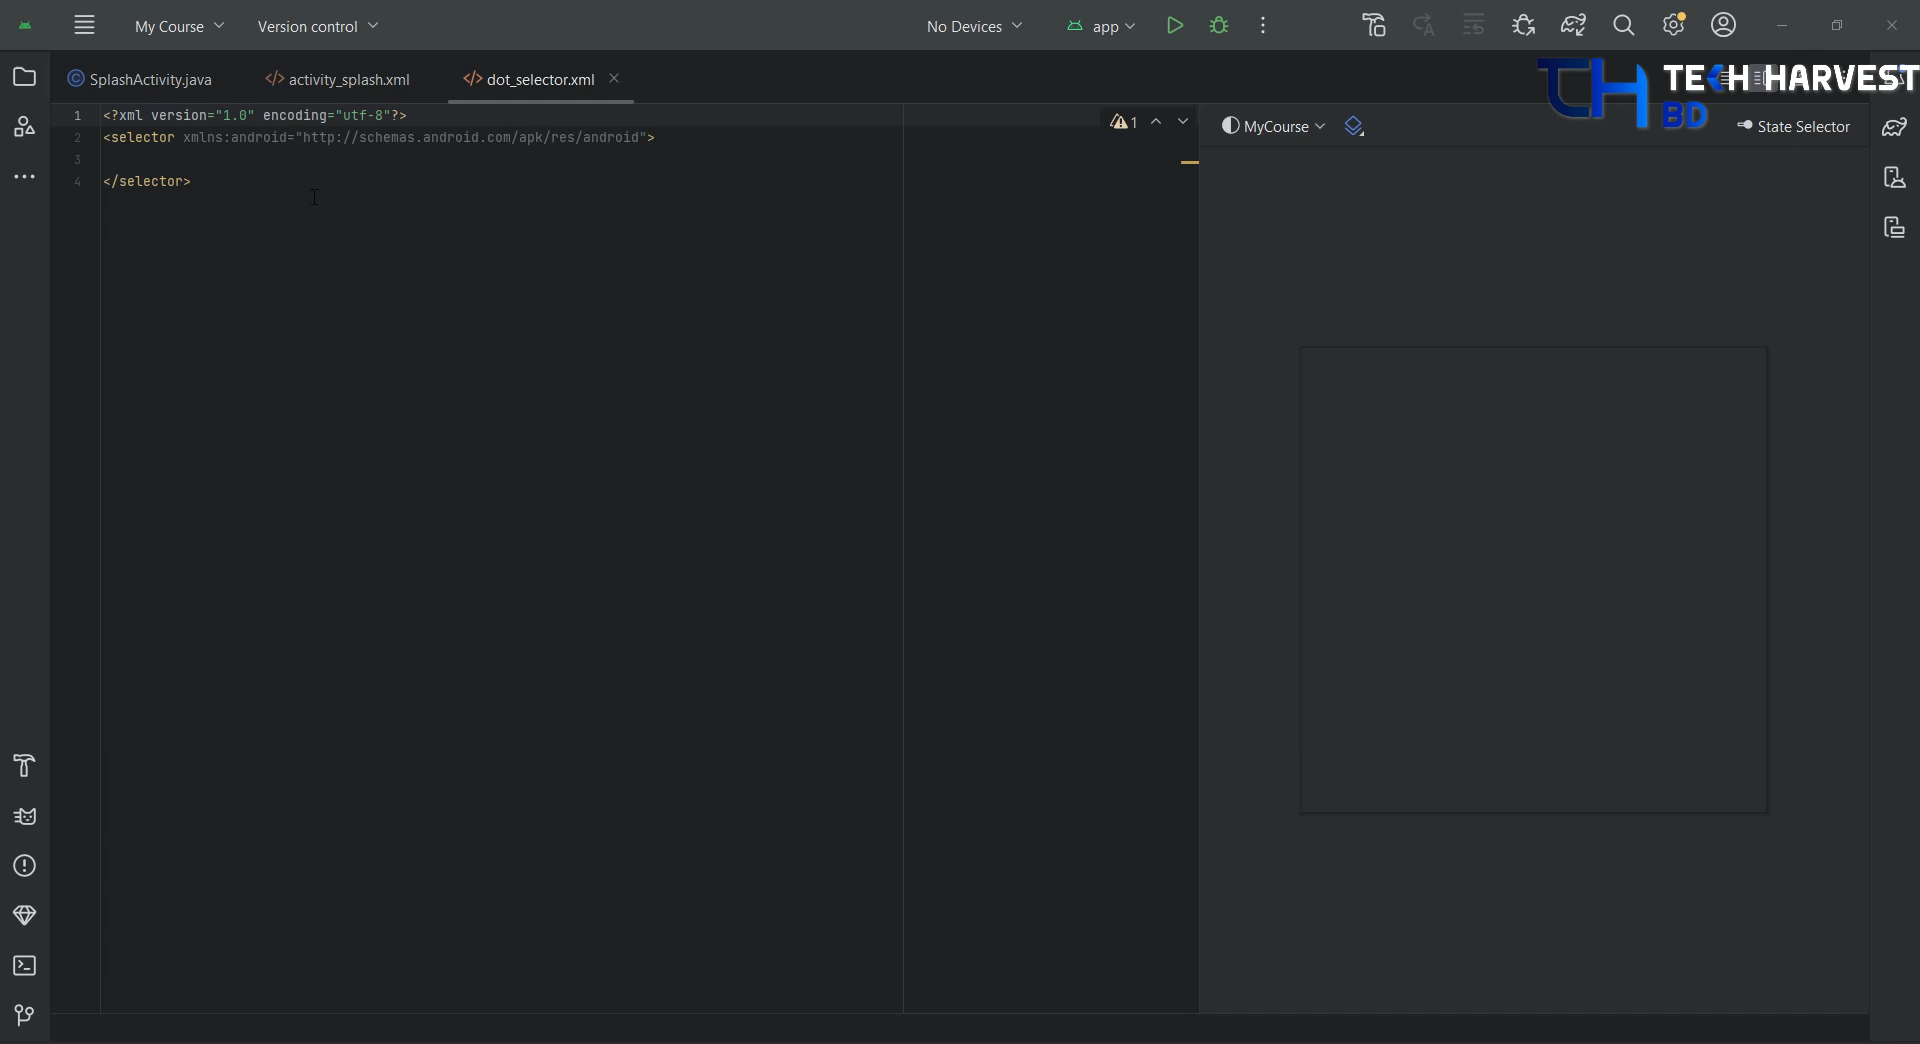 My Course
Version control
No Devices
app
SplashActivity.java
activity_splash.xml
dot_selector.xml
TECH HARVEST
BD
1 <?xml version="1.0" encoding="utf-8"?>
2 <selector xmlns:android="http://schemas.android.com/apk/res/android">
3
4 </selector>
1
MyCourse
State Selector